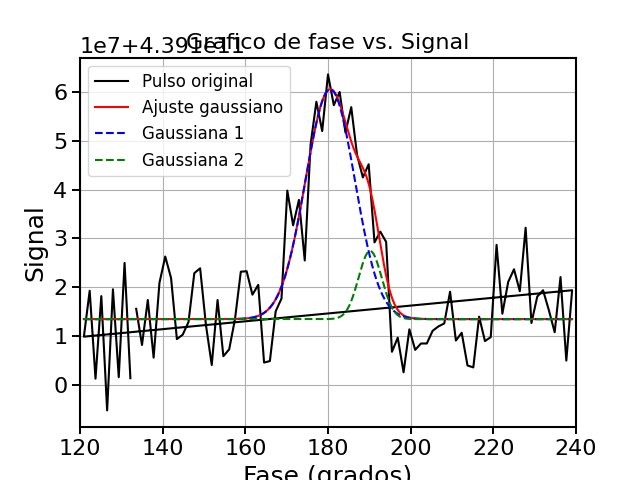 1e7+4.391e11
Grafico de fase vs. Signal
Pulso original
Ajuste gaussiano
Gaussiana 1
Gaussiana 2
Signal
6
5
4
3
2
1
0
120 140 160 180 200 220 240
Fase (grados)